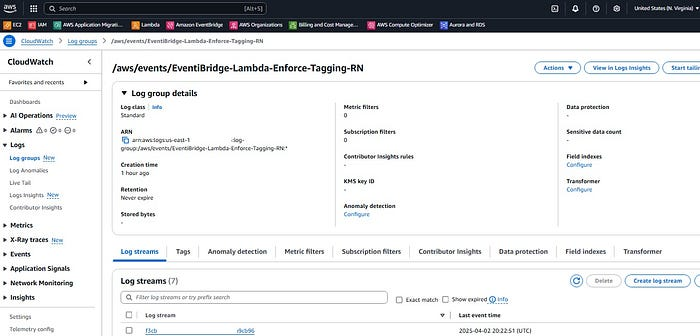 aws
Search
[Alt+S]
United States (N. Virginia)
EC2
IAM
AWS Application Migrati...
Lambda
Amazon EventBridge
AWS Organizations
Billing and Cost Manage...
AWS Compute Optimizer
Aurora and RDS
CloudWatch
Log groups
/aws/events/EventiBridge-Lambda-Enforce-Tagging-RN
CloudWatch
Favorites and recents
Dashboards
AI Operations Preview
Alarms 0 0 0
Logs
Log groups New
Log Anomalies
Live Tail
Logs Insights New
Contributor Insights
Metrics
X-Ray traces New
Events
Application Signals
Network Monitoring
Insights
Settings
Telemetry config
/aws/events/EventiBridge-Lambda-Enforce-Tagging-RN
Actions
View in Logs Insights
Start tailin
Log group details
Log class Info
Standard
ARN
arn:aws:logs:us-east-1 :log-
group:/aws/events/EventiBridge-Lambda-Enforce-Tagging-RN:*
Creation time
1 hour ago
Retention
Never expire
Stored bytes
-
Metric filters
0
Subscription filters
0
Contributor Insights rules
-
KMS key ID
-
Anomaly detection
Configure
Data protection
-
Sensitive data count
-
Field indexes
Configure
Transformer
Configure
Log streams
Tags
Anomaly detection
Metric filters
Subscription filters
Contributor Insights
Data protection
Field indexes
Transformer
Log streams (7)
Delete
Create log stream
Filter log streams or try prefix search
Exact match
Show expired
Info
Log stream
Last event time
f3cb r9cb96
2025-04-02 20:22:51 (UTC)